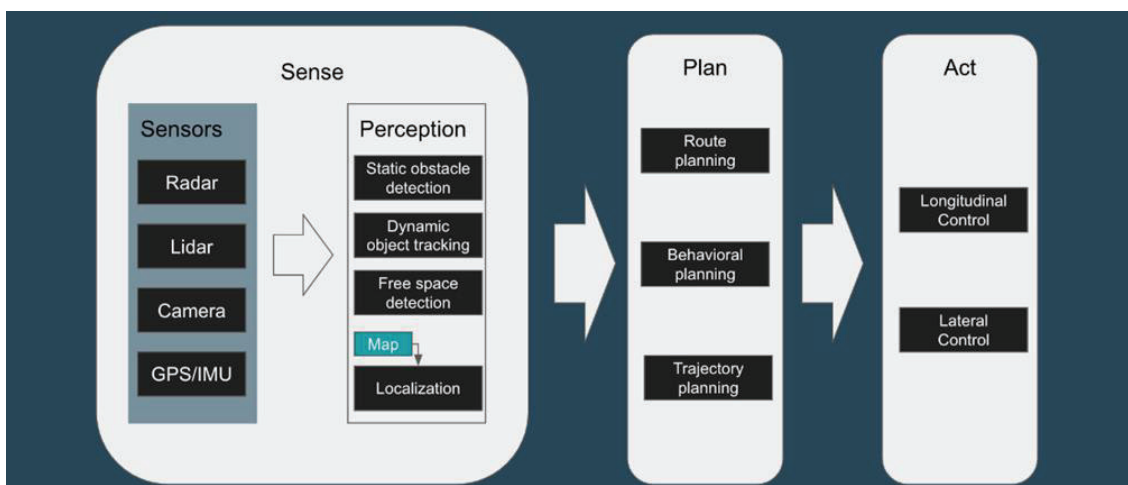 Sense
Sensors
Radar
Lidar
Camera
GPS/IMU
Perception
Static obstacle
detection
Dynamic
object tracking
Free space
detection
Map
Localization
Plan
Route
planning
Behavioral
planning
Trajectory
planning
Act
Longitudinal
Control
Lateral
Control